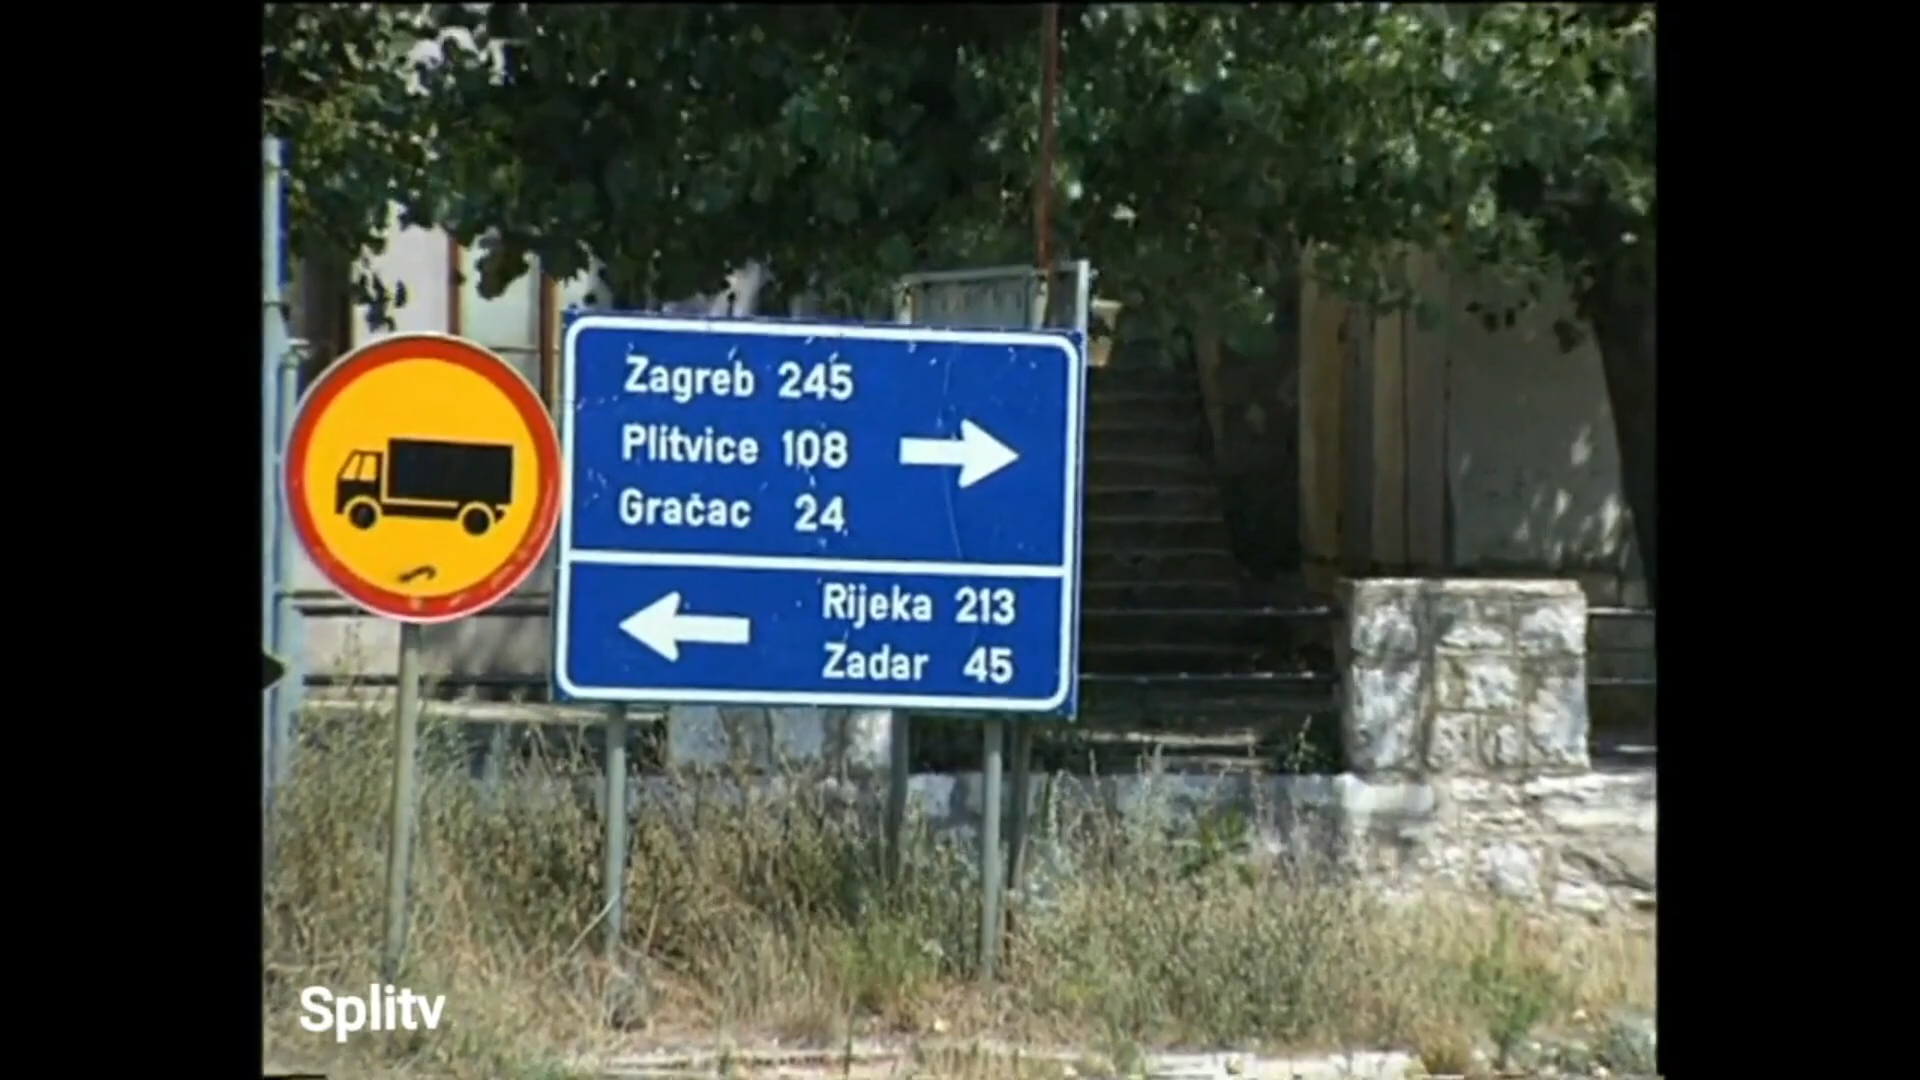 Zagreb 245
Plitvice 108
Gračac 24
Rijeka 213
Zadar 45
Splitv